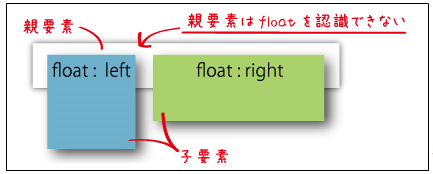 親要素
親要素はfloatを認識できない
float : left
float : right
子要素